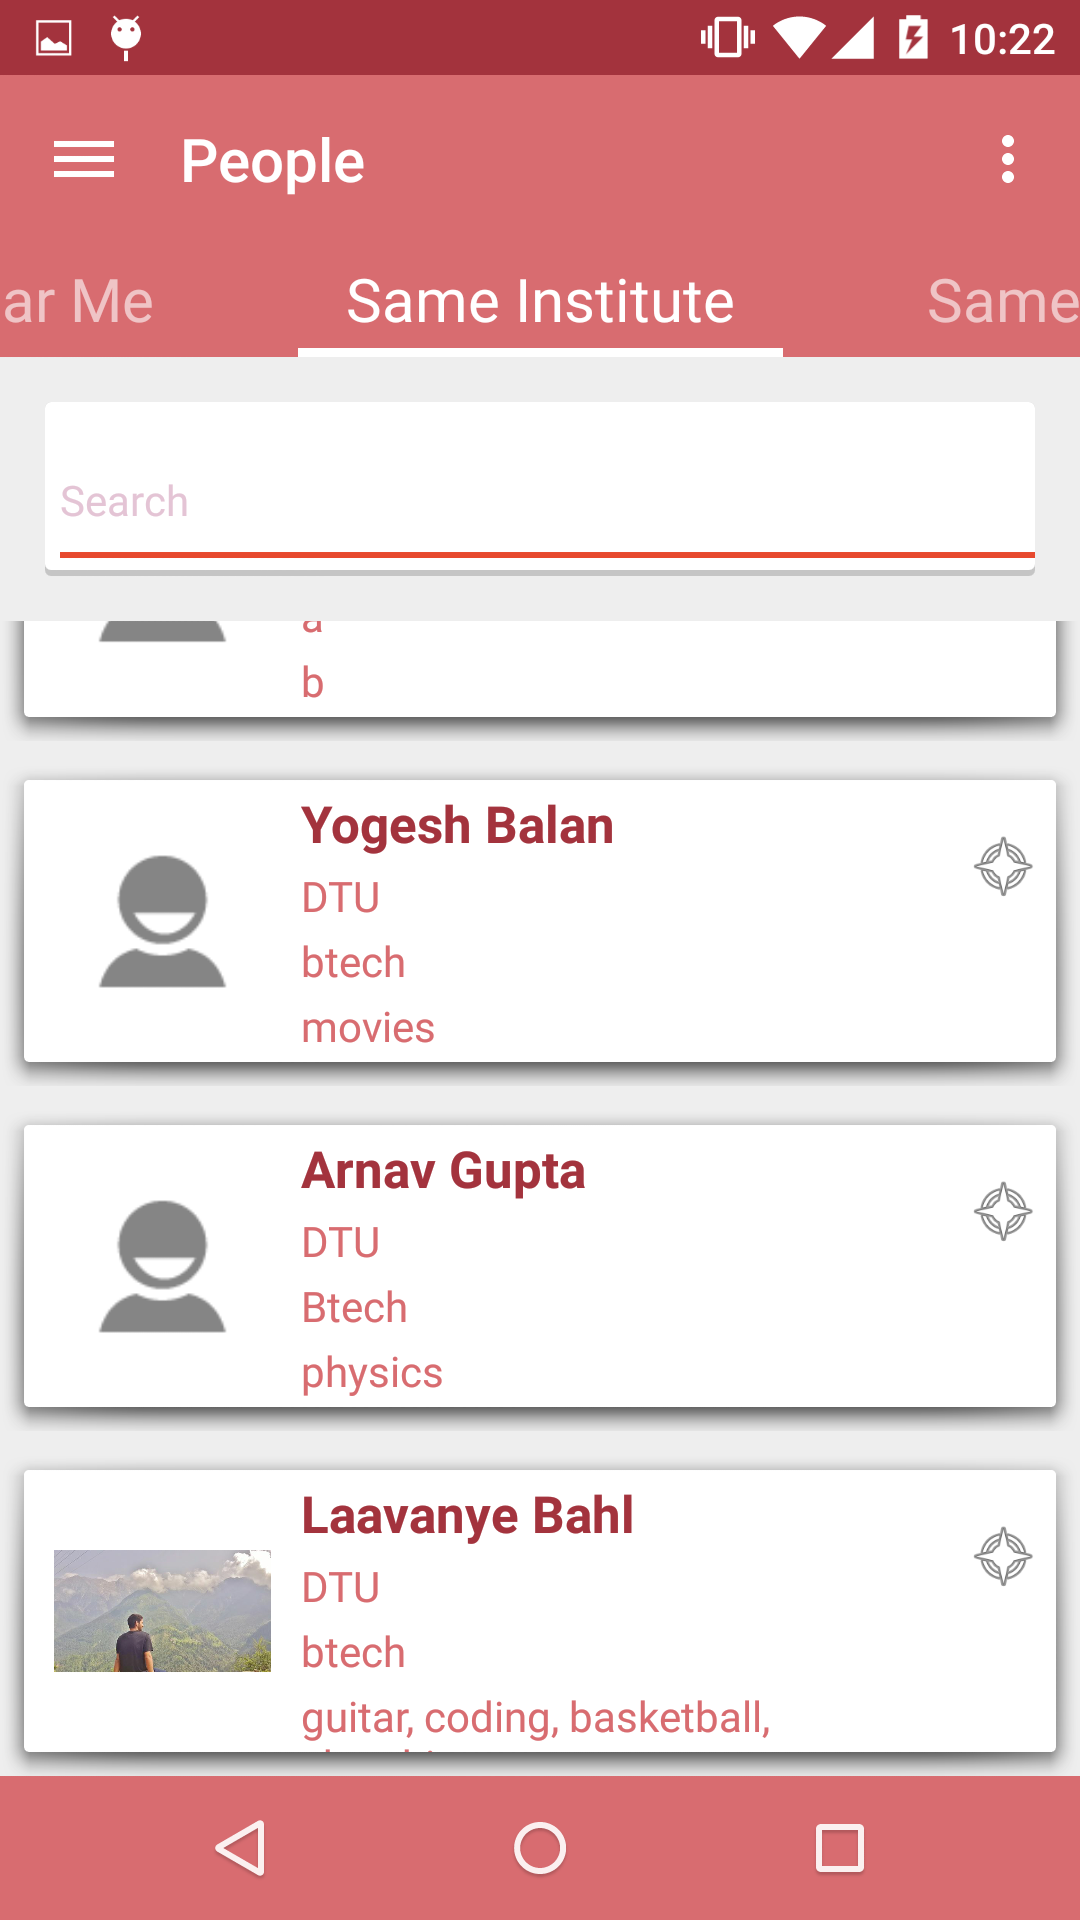 10:22
People
ar Me
Same Institute
Same
Search
a
b
Yogesh Balan
DTU
btech
movies
Arnav Gupta
DTU
Btech
physics
Laavanye Bahl
DTU
btech
guitar, coding, basketball,